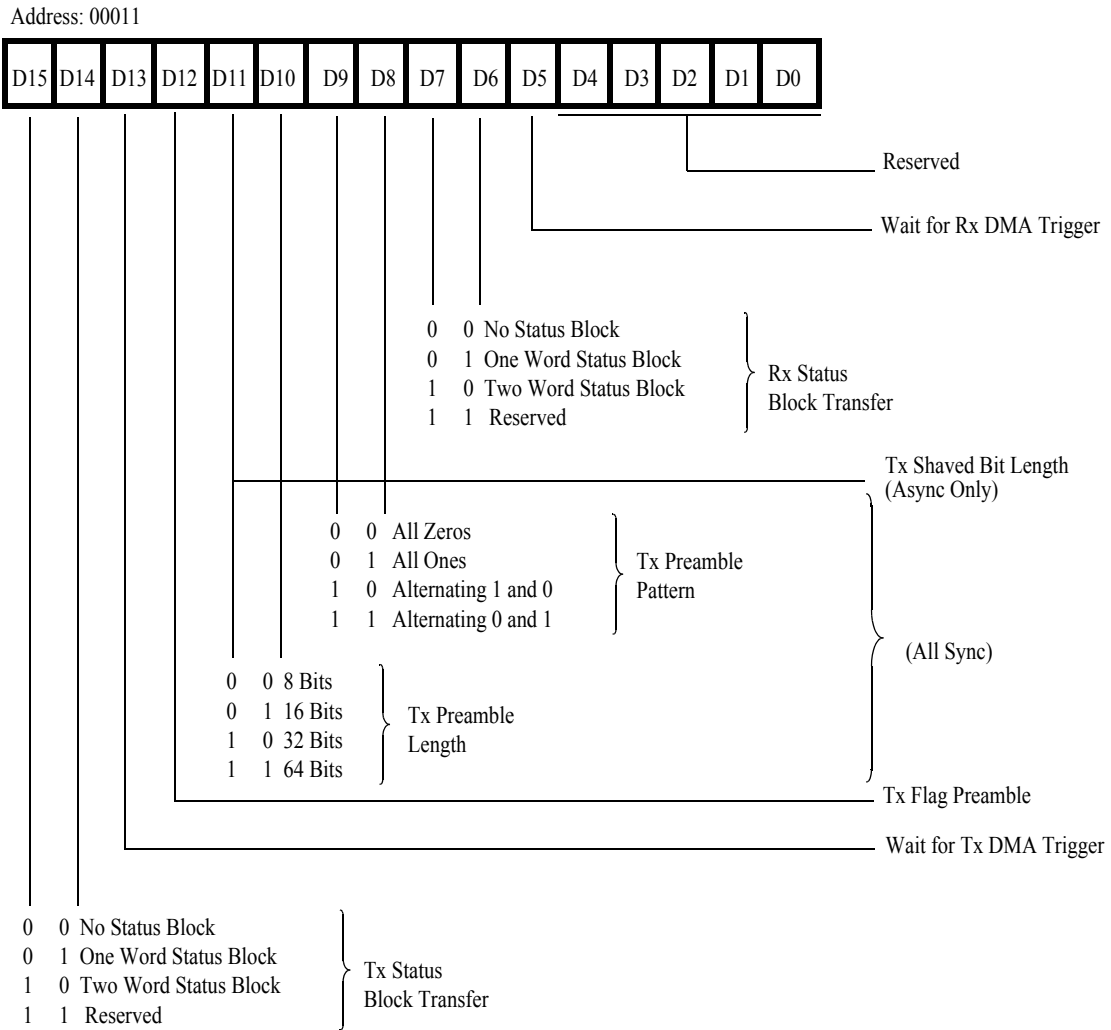 Address: 00011
D15 D14 D13 D12 D11 D10 D9 D8 D7 D6 D5 D4 D3 D2 D1 D0
Reserved
Wait for Rx DMA Trigger
0 0 No Status Block
0 1 One Word Status Block
1 0 Two Word Status Block
1 1 Reserved
Rx Status
Block Transfer
Tx Shaved Bit Length
(Async Only)
0 0 All Zeros
0 1 All Ones
1 0 Alternating 1 and 0
1 1 Alternating 0 and 1
Tx Preamble
Pattern
(All Sync)
0 0 8 Bits
0 1 16 Bits
1 0 32 Bits
1 1 64 Bits
Tx Preamble
Length
Tx Flag Preamble
Wait for Tx DMA Trigger
0 0 No Status Block
0 1 One Word Status Block
1 0 Two Word Status Block
1 1 Reserved
Tx Status
Block Transfer